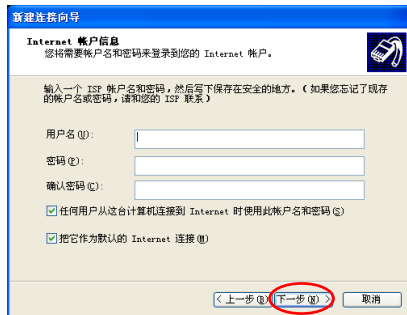 新建连接向导
Internet 帐户信息
您将需要帐户名和密码来登录到您的 Internet 帐户。
输入一个 ISP 帐户名和密码,然后写下保存在安全的地方。(如果您忘记了现存
的帐户名或密码,请和您的 ISP 联系)
用户名(U):
密码(P):
确认密码(C):
任何用户从这台计算机连接到 Internet 时使用此帐户名和密码(S)
把它作为默认的 Internet 连接(M)
< 上一步(B) 下一步(N) > 取消